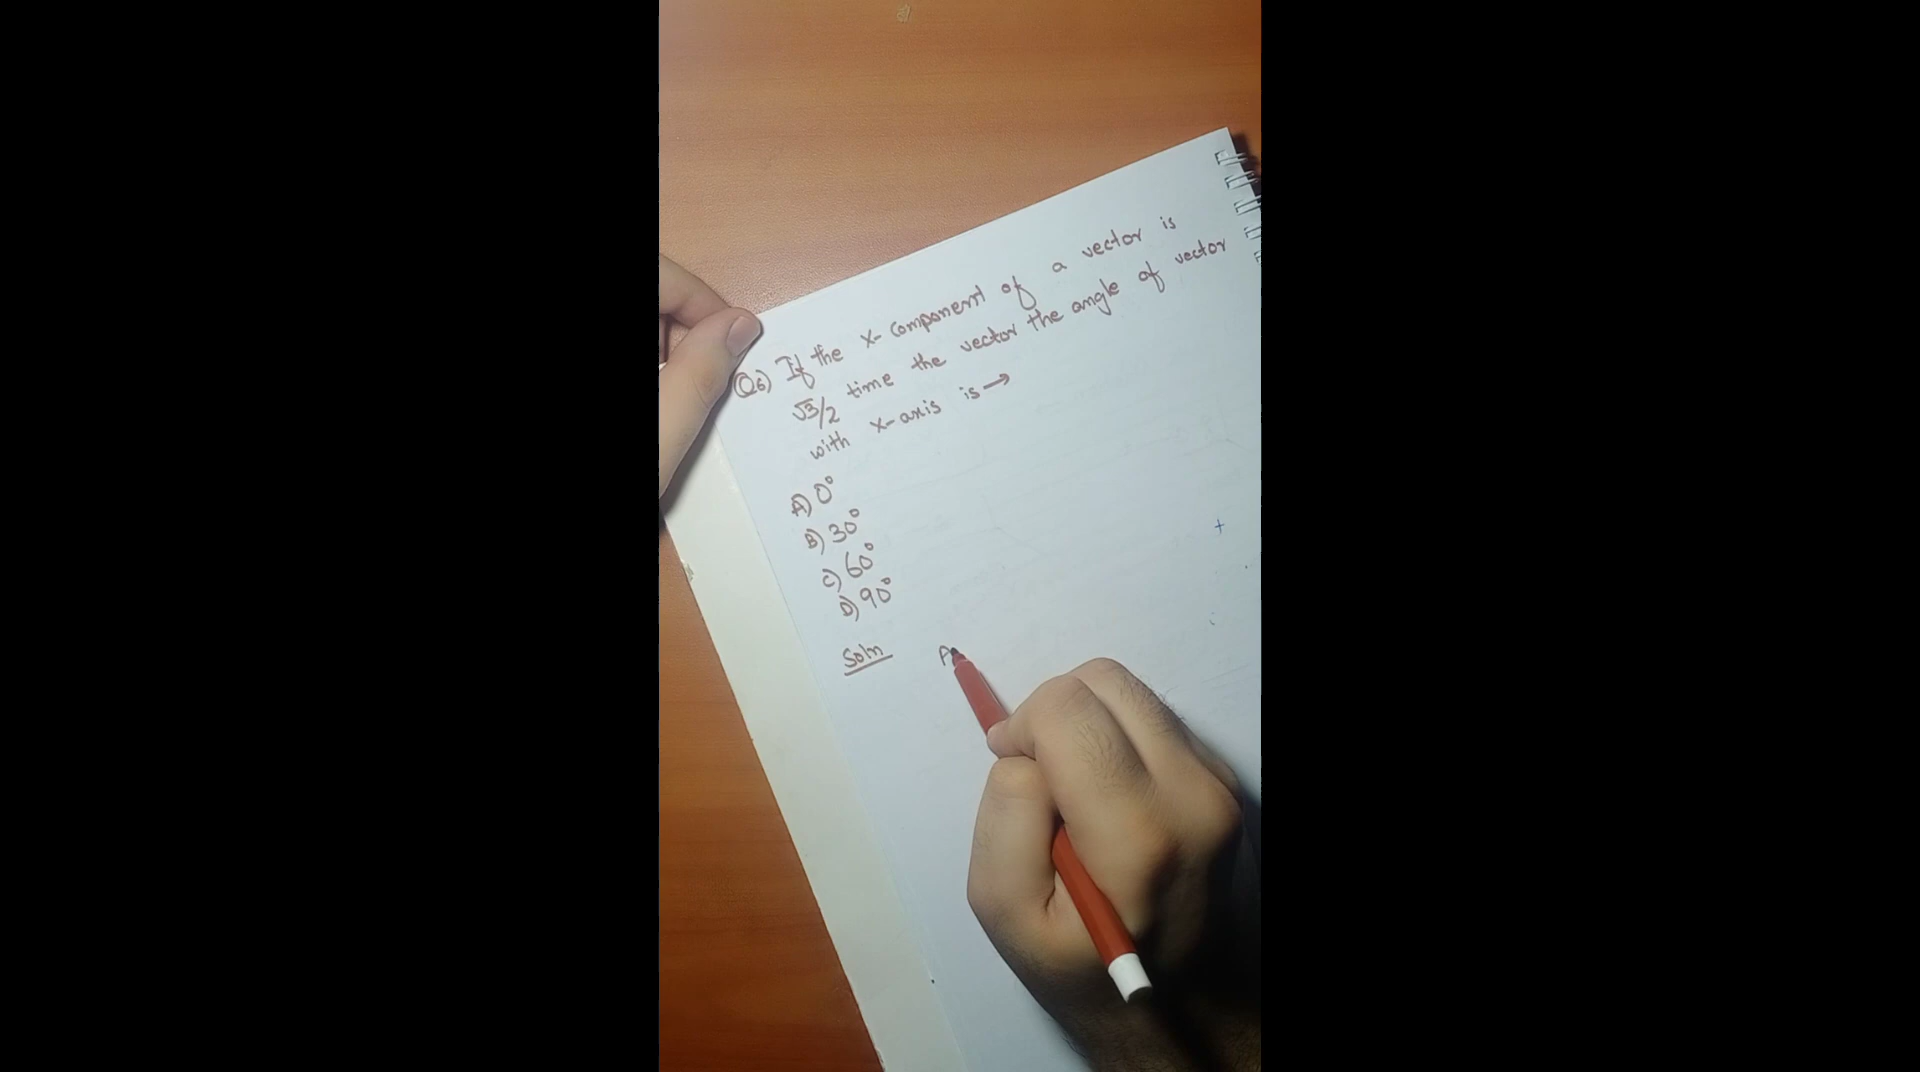 Q6) If the x-component of a vector is
√3/2 time the vector the angle of vector
with x-axis is →
A) 0°
B) 30°
C) 60°
D) 90°
Soln A